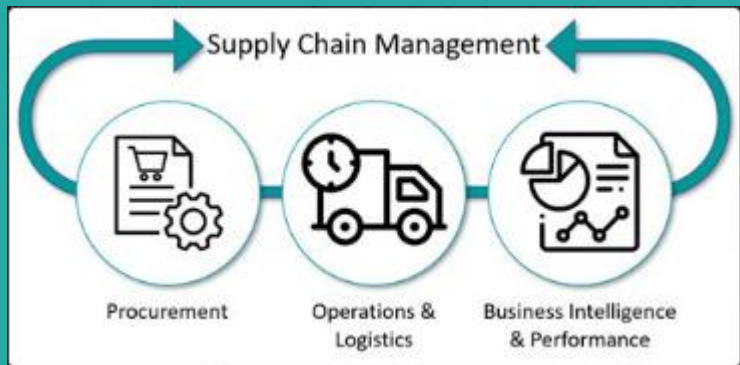 Supply Chain Management
Procurement
Operations &
Logistics
Business Intelligence
& Performance